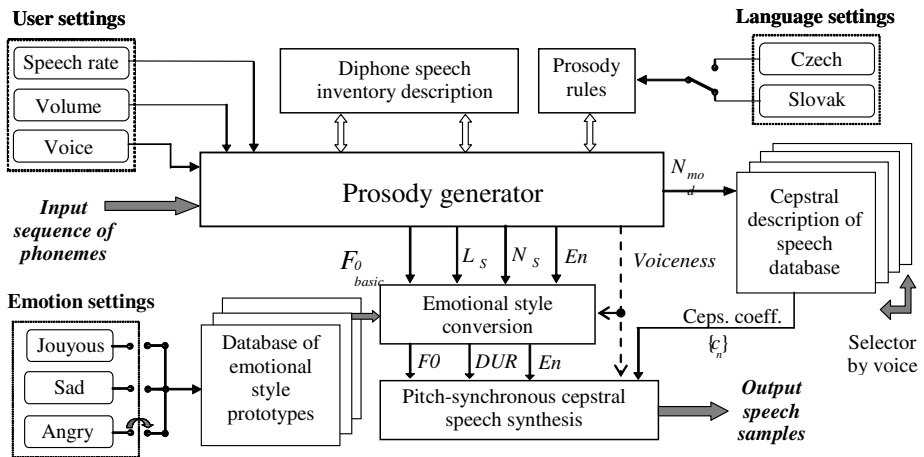 User settings
Language settings
Speech rate
Volume
Voice
Diphone speech
inventory description
Prosody
rules
Czech
Slovak
Prosody generator
N mod
Input
sequence of
phonemes
Cepstral
description of
speech
database
F0 basic
L S
N S
En
Voiceness
Emotion settings
Jouyous
Sad
Angry
Database of
emotional
style
prototypes
Emotional style
conversion
Ceps. coeff.
{c n}
Selector
by voice
F0
DUR
En
Pitch-synchronous cepstral
speech synthesis
Output
speech
samples